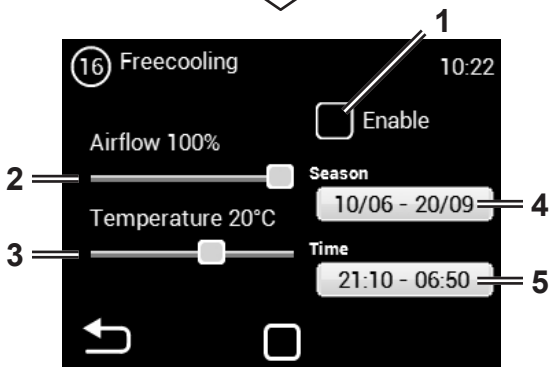 1
16 Freecooling 10:22
Enable
Airflow 100%
2
Season
10/06 - 20/09
4
Temperature 20°C
3
Time
21:10 - 06:50
5